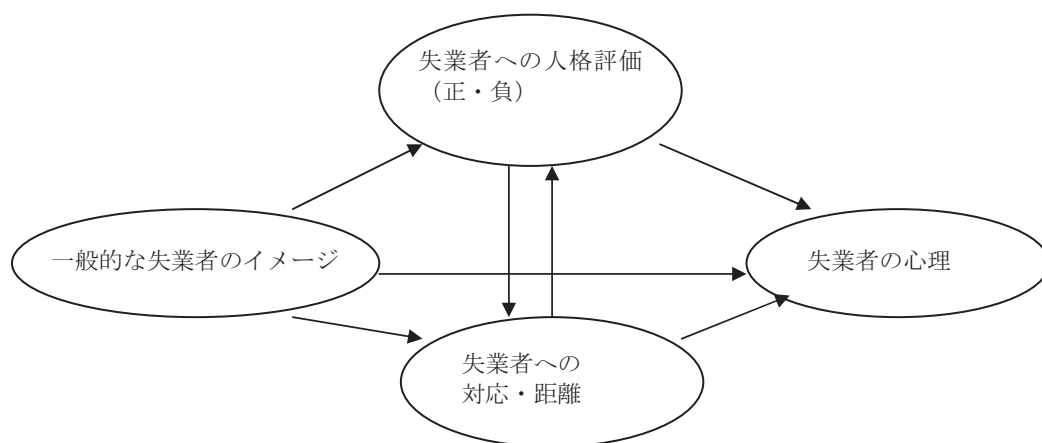 失業者への人格評価
（正・負）
一般的な失業者のイメージ
失業者の心理
失業者への
対応・距離